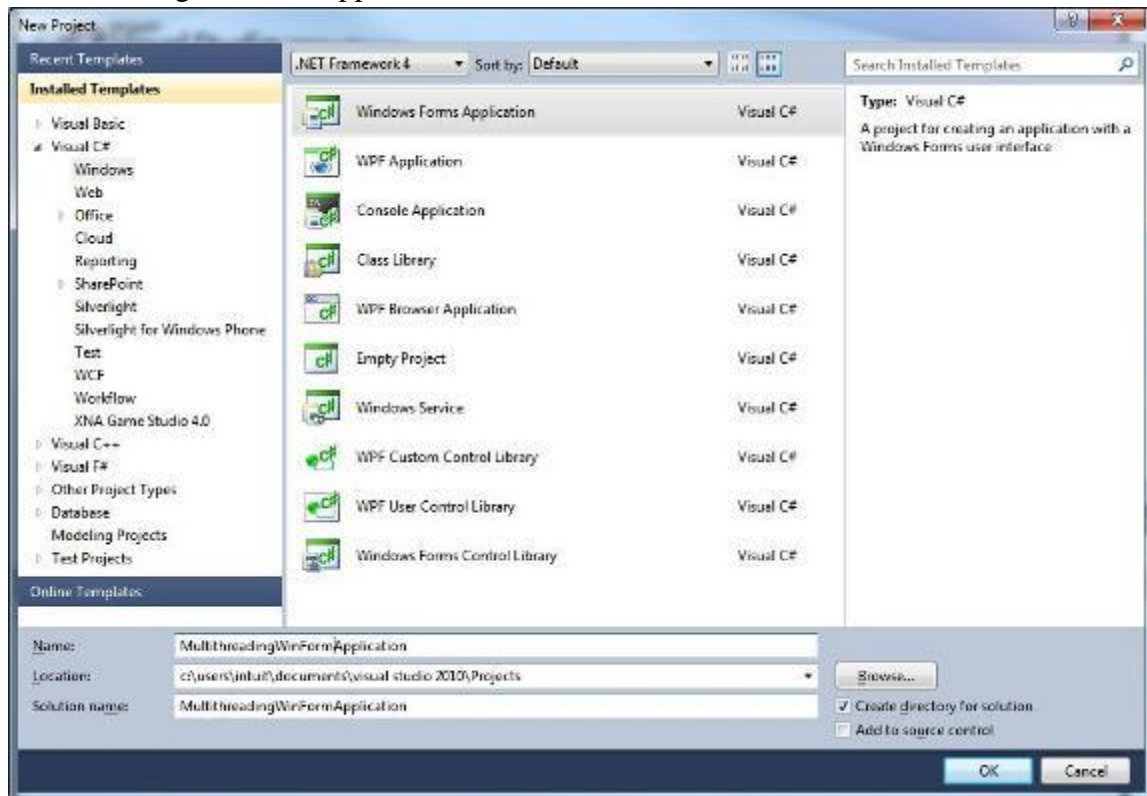 New Project
Recent Templates
Installed Templates
Visual Basic
Visual C#
Windows
Web
Office
Cloud
Reporting
SharePoint
Silverlight
Silverlight for Windows Phone
Test
WCF
Workflow
XNA Game Studio 4.0
Visual C++
Visual F#
Other Project Types
Database
Modeling Projects
Test Projects
Online Templates
.NET Framework 4 Sort by: Default
Windows Forms Application Visual C#
WPF Application Visual C#
Console Application Visual C#
Class Library Visual C#
WPF Browser Application Visual C#
Empty Project Visual C#
Windows Service Visual C#
WPF Custom Control Library Visual C#
WPF User Control Library Visual C#
Windows Forms Control Library Visual C#
Search Installed Templates
Type: Visual C#
A project for creating an application with a
Windows Forms user interface
Name: MultithreadingWinFormApplication
Location: c:\users\intuit\documents\visual studio 2010\Projects
Browse...
Solution name: MultithreadingWinFormApplication
Create directory for solution
Add to source control
OK Cancel